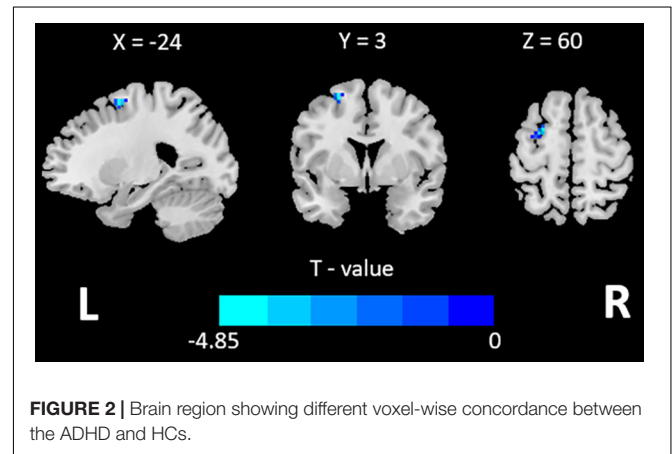 X = -24 Y = 3 Z = 60
T - value
L R
-4.85 0
FIGURE 2 | Brain region showing different voxel-wise concordance between
the ADHD and HCs.